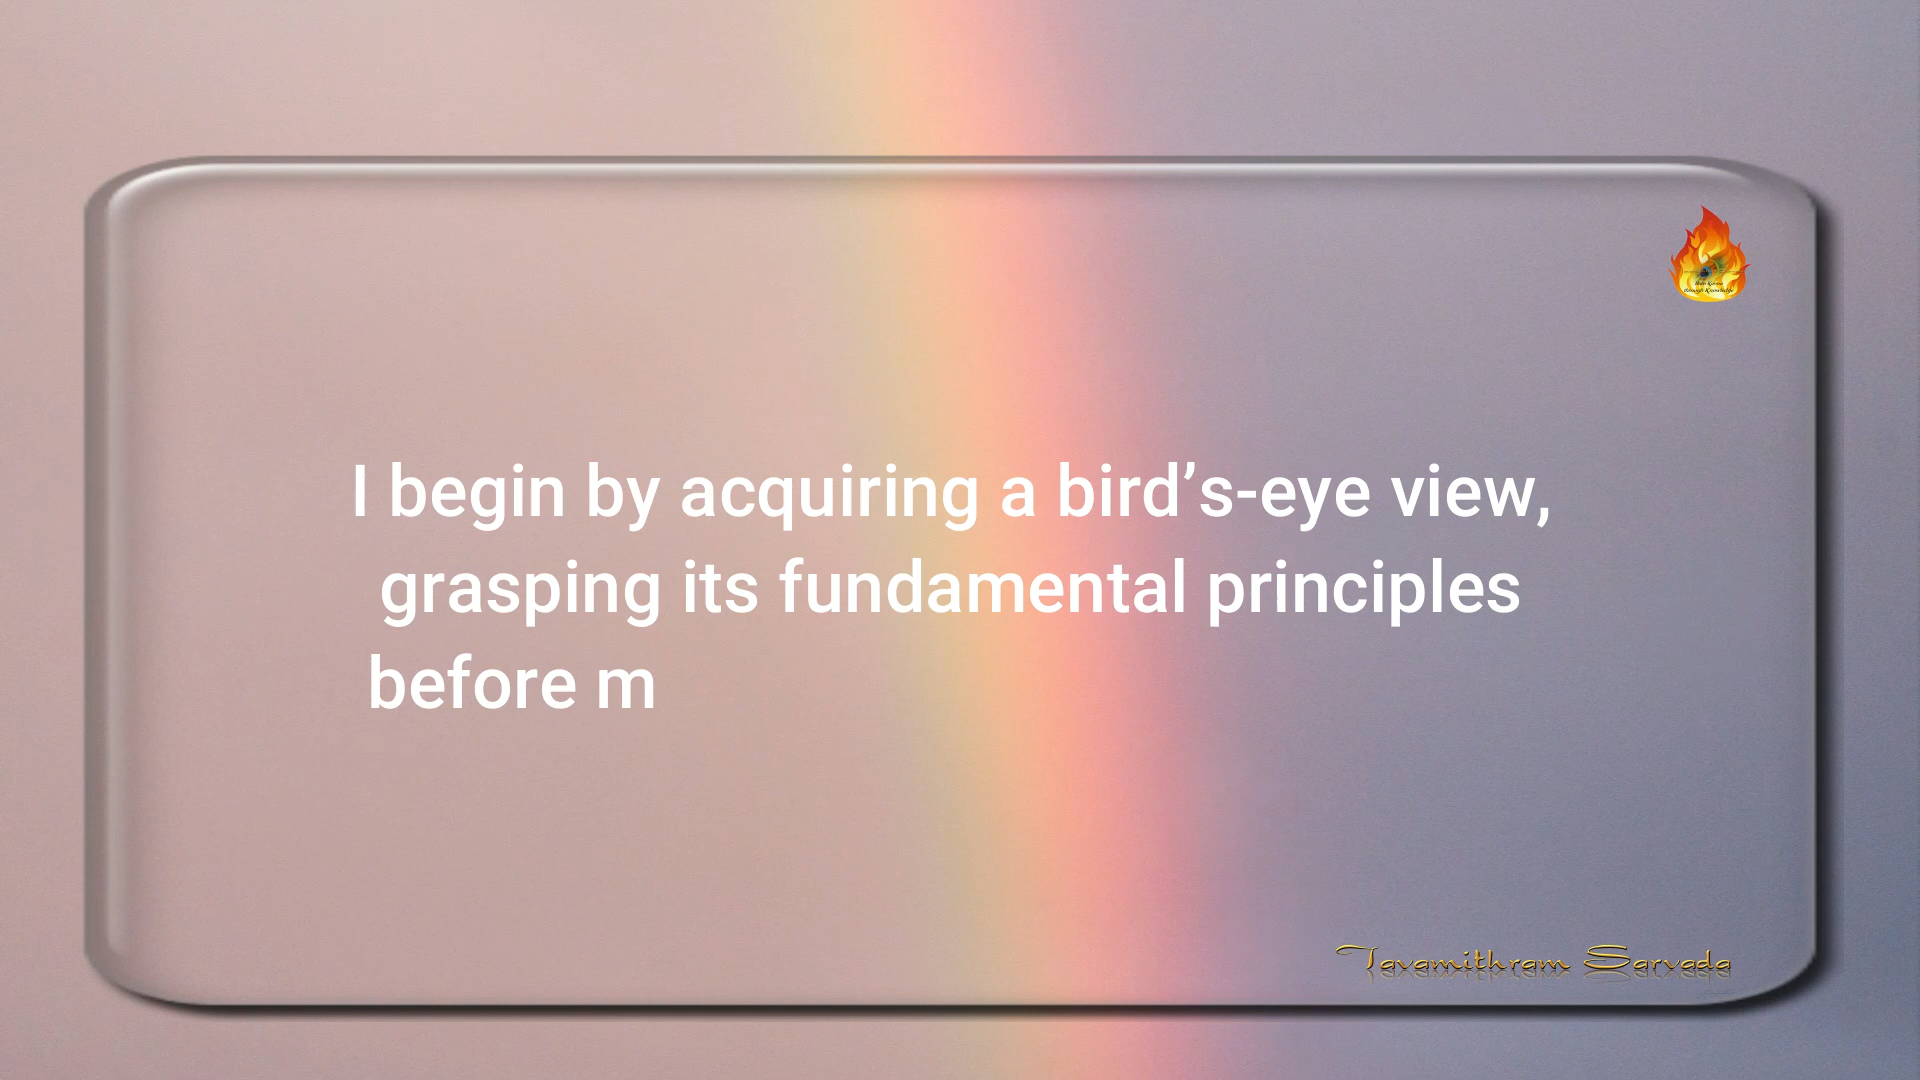 I begin by acquiring a bird’s-eye view,
grasping its fundamental principles
before m
Tavamithram Sarvada